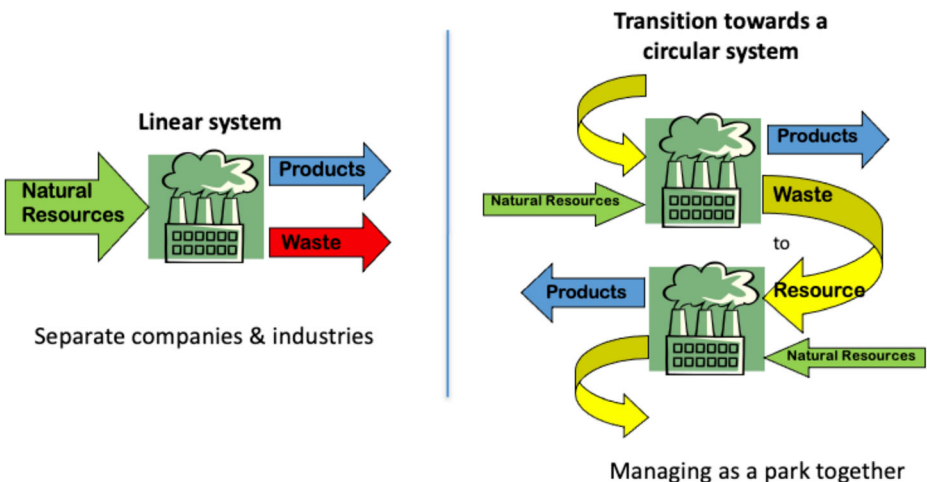 Linear system
Natural
Resources
Products
Waste
Separate companies & industries
Transition towards a
circular system
Products
Natural Resources
Waste
to
Resource
Products
Natural Resources
Managing as a park together